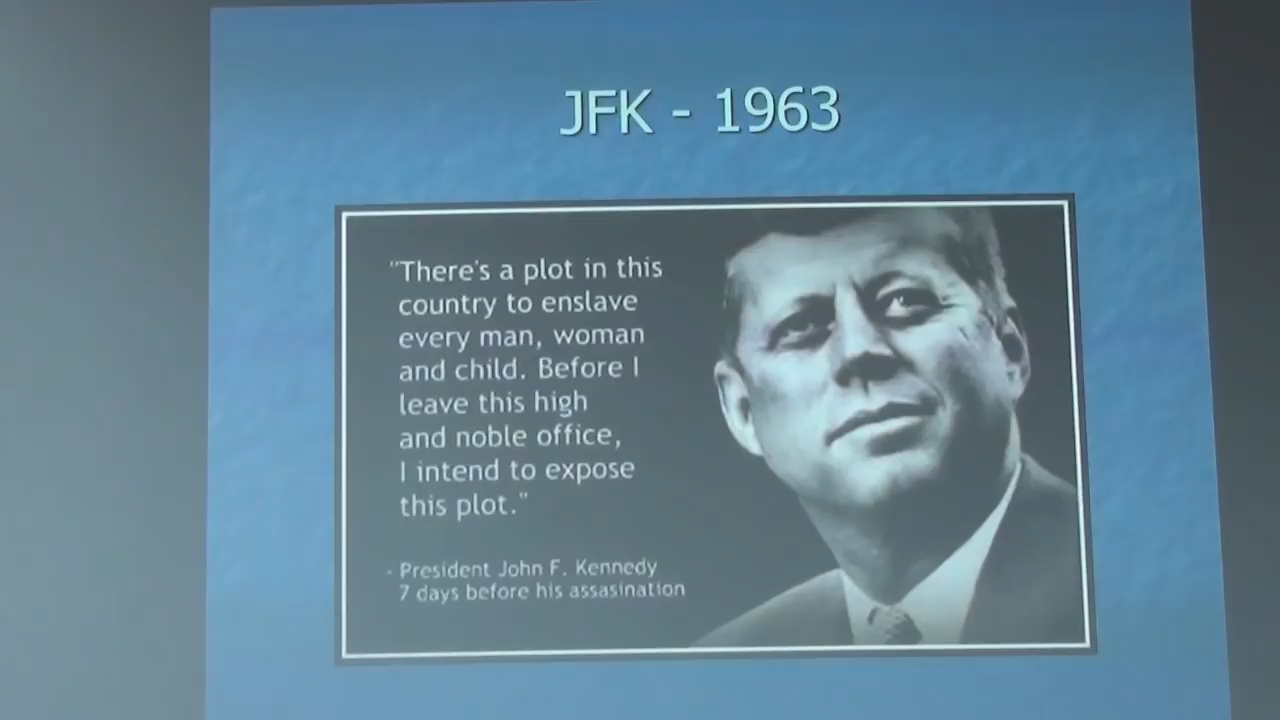 JFK - 1963
"There's a plot in this
country to enslave
every man, woman
and child. Before I
leave this high
and noble office,
I intend to expose
this plot."
- President John F. Kennedy
7 days before his assasination